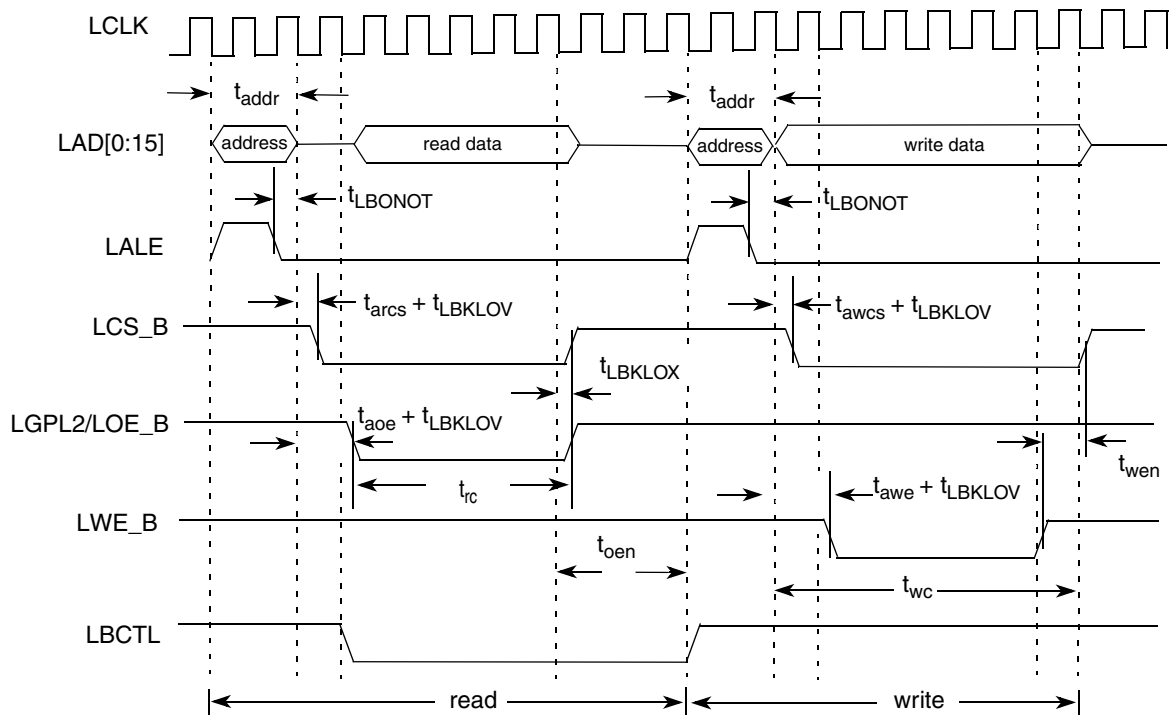 LCLK
t_addr t_addr
LAD[0:15] address read data address write data
t_LBONOT t_LBONOT
LALE
t_arcs + t_LBKLOV t_awcs + t_LBKLOV
LCS_B
t_LBKLOX
t_aoe + t_LBKLOV
LGPL2/LOE_B
t_wen
t_rc t_awe + t_LBKLOV
LWE_B
t_oen
t_wc
LBCTL
read write